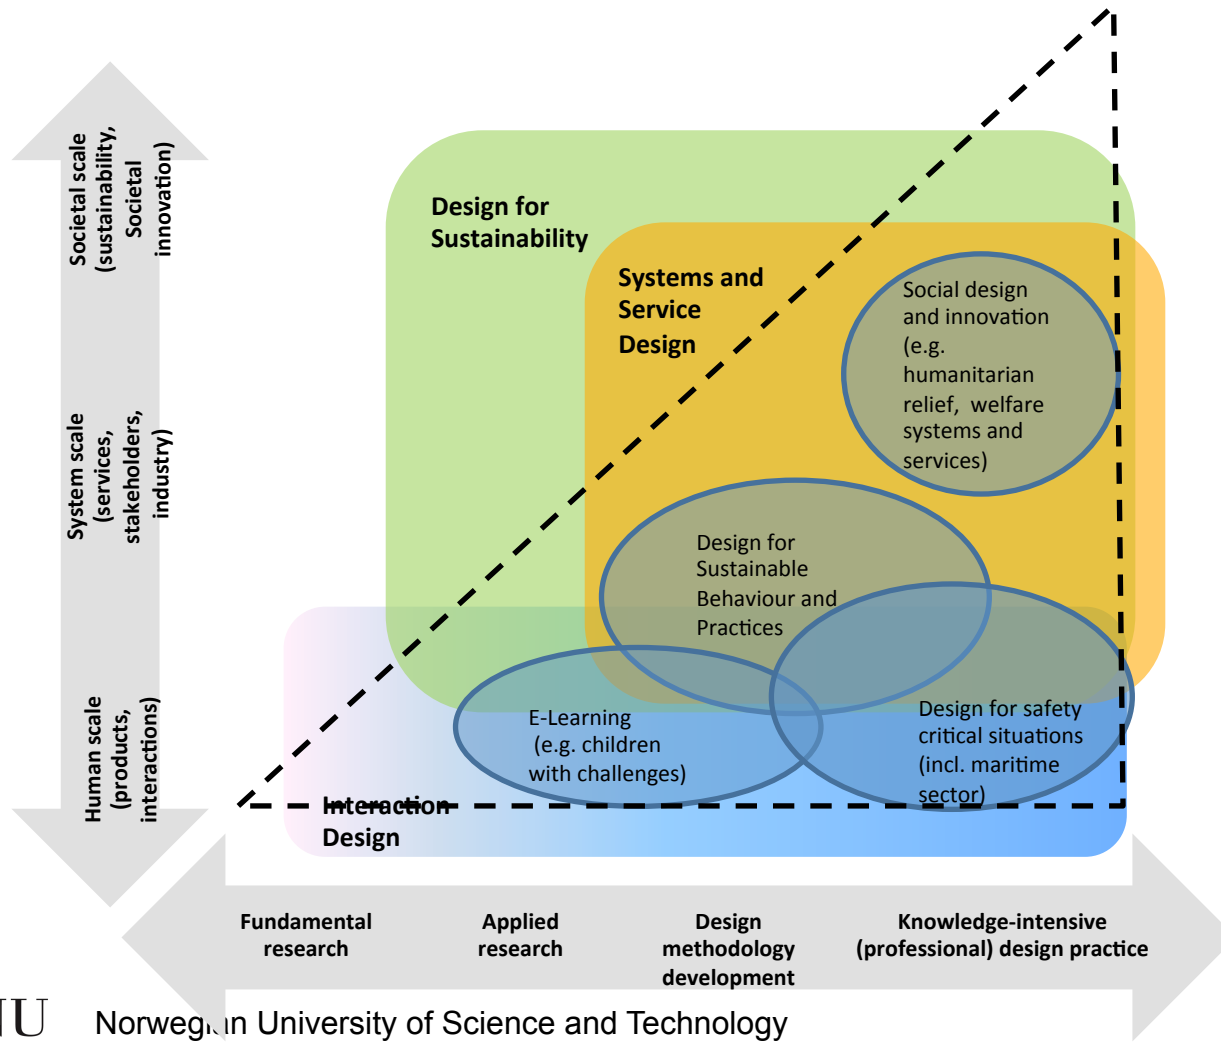 Societal scale
(sustainability,
Societal
innovation)
System scale
(services,
stakeholders,
industry)
Human scale
(products,
interactions)
Design for
Sustainability
Systems and
Service
Design
Social design
and innovation
(e.g.
humanitarian
relief, welfare
systems and
services)
Design for
Sustainable
Behaviour and
Practices
E-Learning
(e.g. children
with challenges)
Design for safety
critical situations
(incl. maritime
sector)
Interaction
Design
Fundamental
research
Applied
research
Design
methodology
development
Knowledge-intensive
(professional) design practice
Norwegian University of Science and Technology